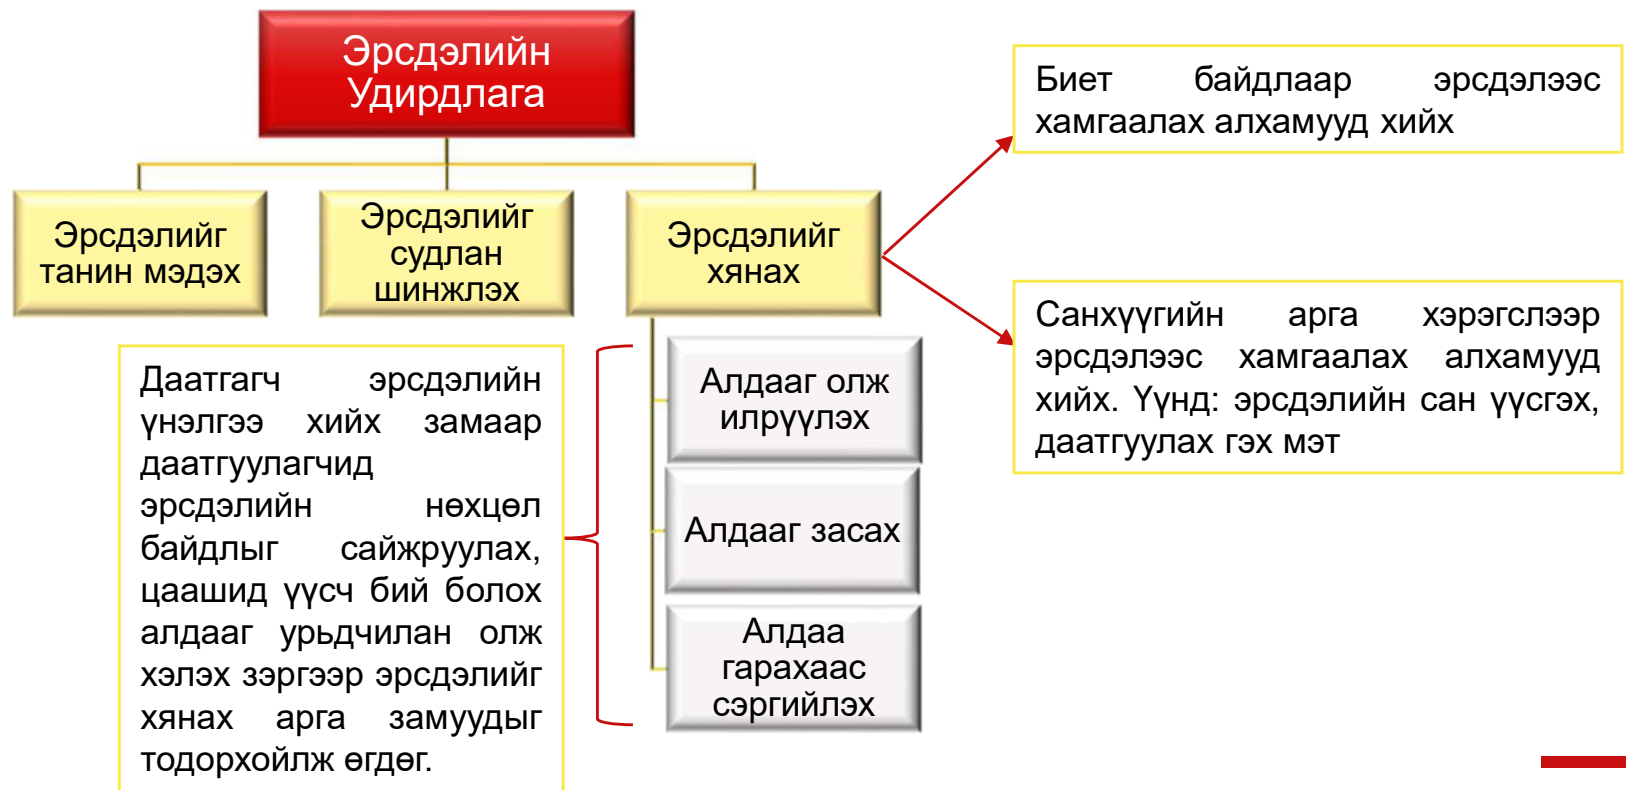 Эрсдэлийн
Удирдлага
Эрсдэлийг
танин мэдэх
Эрсдэлийг
судлан
шинжлэх
Эрсдэлийг
хянах
Биет байдлаар эрсдэлээс
хамгаалах алхамууд хийх
Санхүүгийн арга хэрэгслээр
эрсдэлээс хамгаалах алхамууд
хийх. Үүнд: эрсдэлийн сан үүсгэх,
даатгуулах гэх мэт
Даатгагч эрсдэлийн
үнэлгээ хийх замаар
даатгуулагчид
эрсдэлийн нөхцөл
байдлыг сайжруулах,
цаашид үүсч бий болох
алдааг урьдчилан олж
хэлэх зэргээр эрсдэлийг
хянах арга замуудыг
тодорхойлж өгдөг.
Алдааг олж
илрүүлэх
Алдааг засах
Алдаа
гарахаас
сэргийлэх